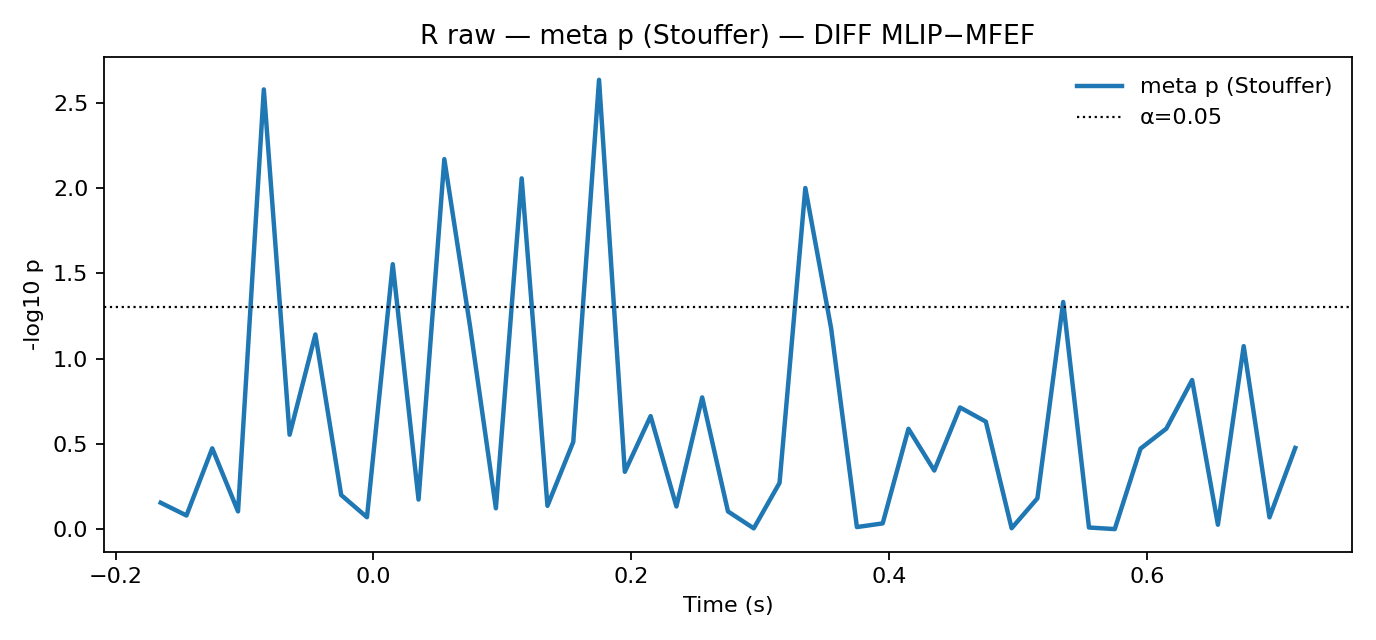 R raw — meta p (Stouffer) — DIFF MLIP−MFEF
meta p (Stouffer)
α=0.05
-log10 p
2.5
2.0
1.5
1.0
0.5
0.0
−0.2
0.0
0.2
0.4
0.6
Time (s)